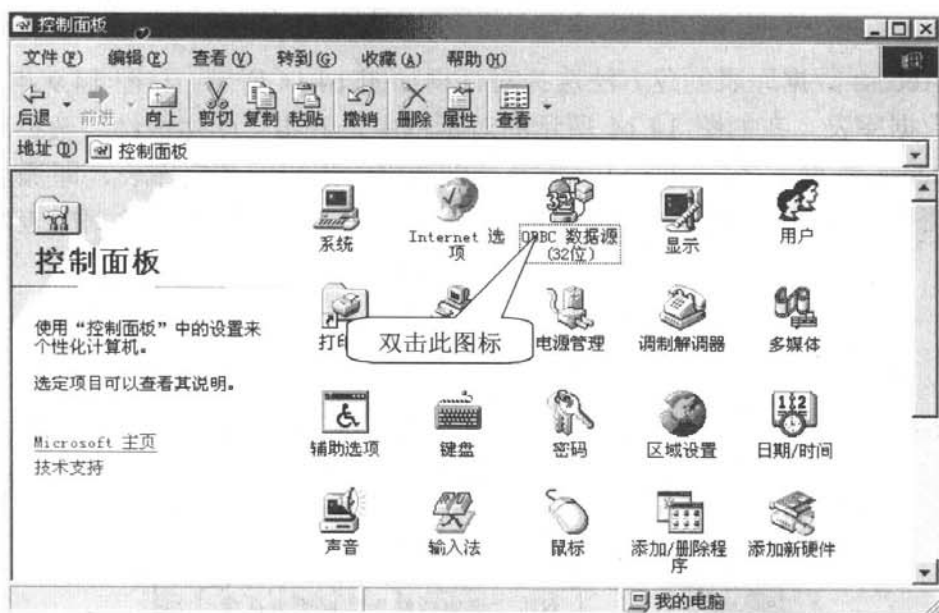 控制面板
文件(F) 编辑(E) 查看(V) 转到(G) 收藏(A) 帮助(H)
后退 前进 向上 剪切 复制 粘贴 撤销 删除 属性 查看
地址(D) 控制面板
控制面板
使用“控制面板”中的设置来
个性化计算机。
选定项目可以查看其说明。
Microsoft 主页
技术支持
系统
Internet 选
项
ODBC 数据源
(32位)
显示
用户
打印
双击此图标
电源管理
调制解调器
多媒体
辅助选项
键盘
密码
区域设置
日期/时间
声音
输入法
鼠标
添加/删除程
序
添加新硬件
我的电脑